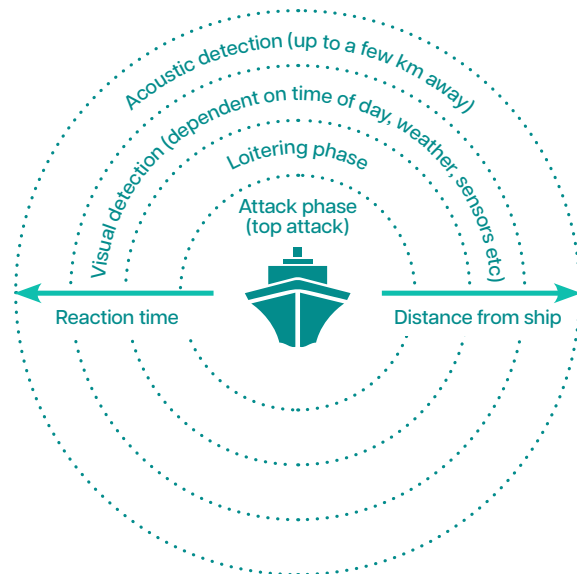 Acoustic detection (up to a few km away)
Visual detection (dependent on time of day, weather, sensors etc)
Loitering phase
Attack phase
(top attack)
Reaction time
Distance from ship